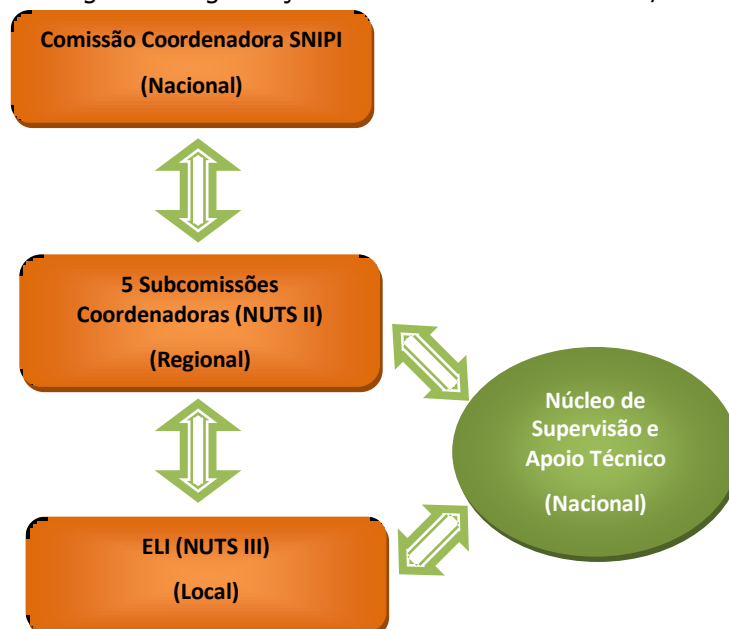 Comissão Coordenadora SNIPI
(Nacional)
5 Subcomissões
Coordenadoras (NUTS II)
(Regional)
Núcleo de
Supervisão e
Apoio Técnico
(Nacional)
ELI (NUTS III)
(Local)